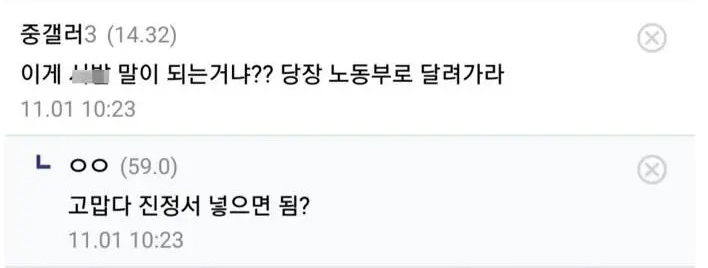 중갤러3 (14.32)
이게 말이 되는거냐?? 당장 노동부로 달려가라
11.01 10:23
ㄴ ㅇㅇ (59.0)
고맙다 진정서 넣으면 됨?
11.01 10:23